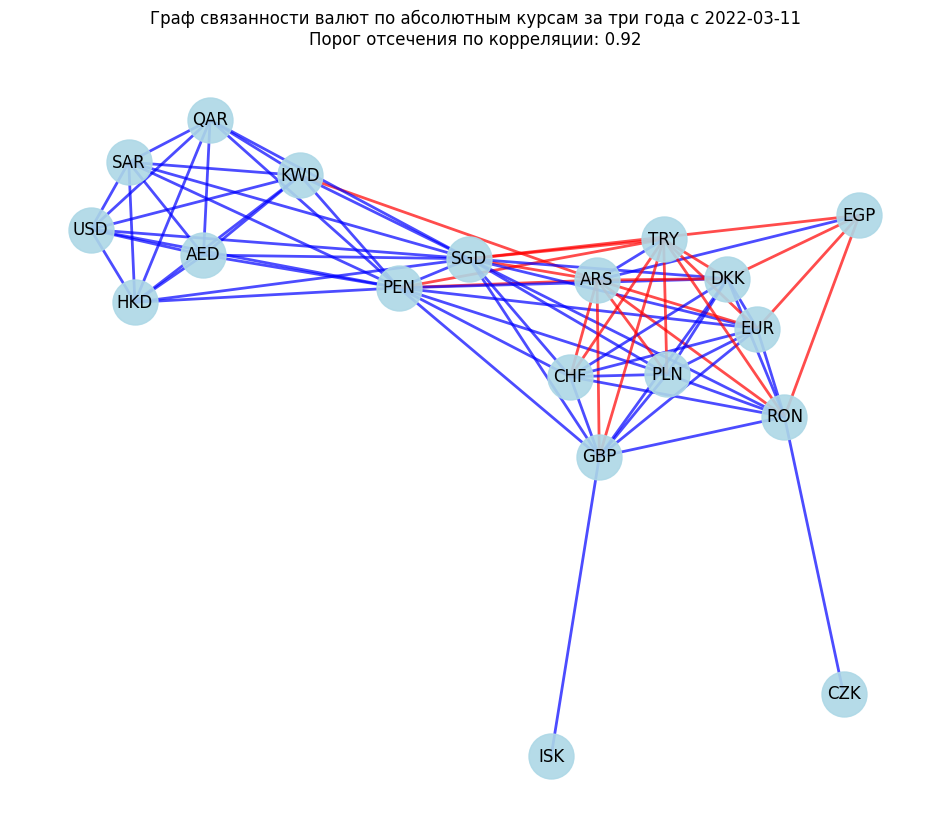 Граф связанности валют по абсолютным курсам за три года с 2022-03-11
Порог отсечения по корреляции: 0.92
QAR
SAR
KWD
EGP
USD
TRY
AED
SGD
ARS
DKK
PEN
HKD
EUR
CHF
PLN
RON
GBP
CZK
ISK